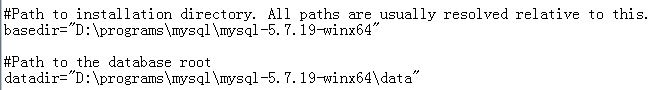 #Path to installation directory. All paths are usually resolved relative to this.
basedir="D:\programs\mysql\mysql-5.7.19-winx64"
#Path to the database root
datadir="D:\programs\mysql\mysql-5.7.19-winx64\data"